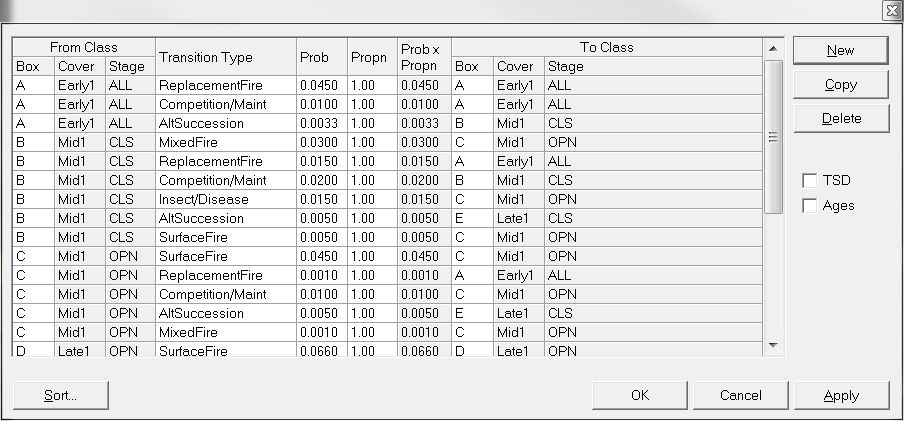 From Class Transition Type Prob Propn Prob x Propn To Class
Box Cover Stage Box Cover Stage
A Early1 ALL ReplacementFire 0.0450 1.00 0.0450 A Early1 ALL
A Early1 ALL Competition/Maint 0.0100 1.00 0.0100 A Early1 ALL
A Early1 ALL AltSuccession 0.0033 1.00 0.0033 B Mid1 CLS
B Mid1 CLS MixedFire 0.0300 1.00 0.0300 C Mid1 OPN
B Mid1 CLS ReplacementFire 0.0150 1.00 0.0150 A Early1 ALL
B Mid1 CLS Competition/Maint 0.0200 1.00 0.0200 B Mid1 CLS
B Mid1 CLS Insect/Disease 0.0150 1.00 0.0150 C Mid1 OPN
B Mid1 CLS AltSuccession 0.0050 1.00 0.0050 E Late1 CLS
B Mid1 CLS SurfaceFire 0.0050 1.00 0.0050 C Mid1 OPN
C Mid1 OPN SurfaceFire 0.0450 1.00 0.0450 C Mid1 OPN
C Mid1 OPN ReplacementFire 0.0010 1.00 0.0010 A Early1 ALL
C Mid1 OPN Competition/Maint 0.0100 1.00 0.0100 C Mid1 OPN
C Mid1 OPN AltSuccession 0.0050 1.00 0.0050 E Late1 CLS
C Mid1 OPN MixedFire 0.0010 1.00 0.0010 C Mid1 OPN
D Late1 OPN SurfaceFire 0.0660 1.00 0.0660 D Late1 OPN
New
Copy
Delete
TSD
Ages
Sort... OK Cancel Apply